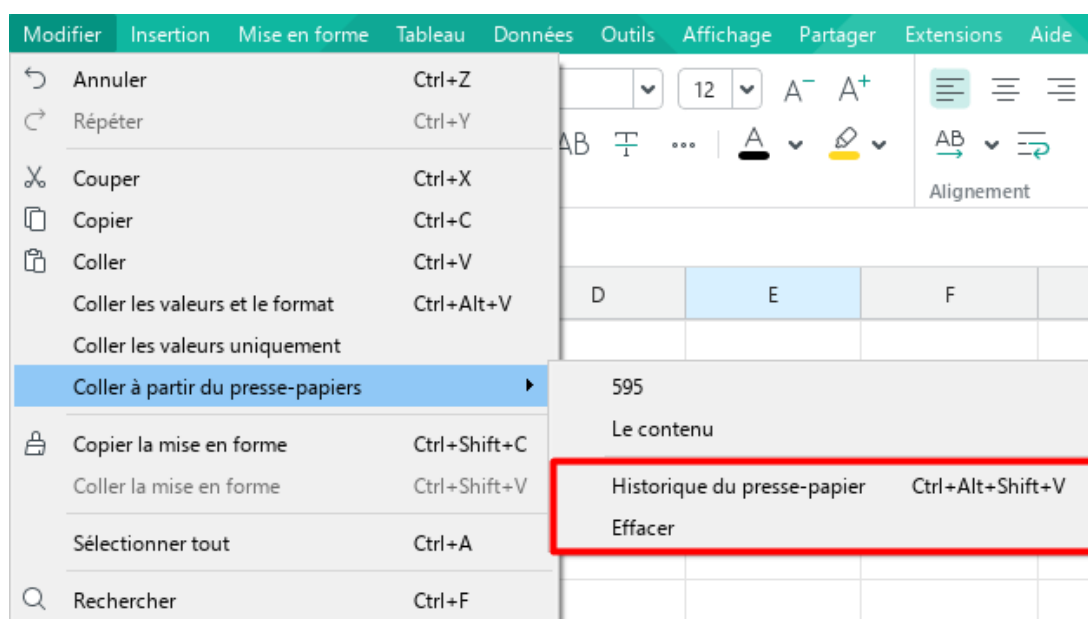 Modifier Insertion Mise en forme Tableau Données Outils Affichage Partager Extensions Aide
Annuler Ctrl+Z
12 A- A+
Répéter Ctrl+Y
AB T ... A AB
Couper Ctrl+X
Alignement
Copier Ctrl+C
Coller Ctrl+V
Coller les valeurs et le format Ctrl+Alt+V
D E F
Coller les valeurs uniquement
Coller à partir du presse-papiers
595
Le contenu
Copier la mise en forme Ctrl+Shift+C
Coller la mise en forme Ctrl+Shift+V
Historique du presse-papier Ctrl+Alt+Shift+V
Effacer
Sélectionner tout Ctrl+A
Rechercher Ctrl+F